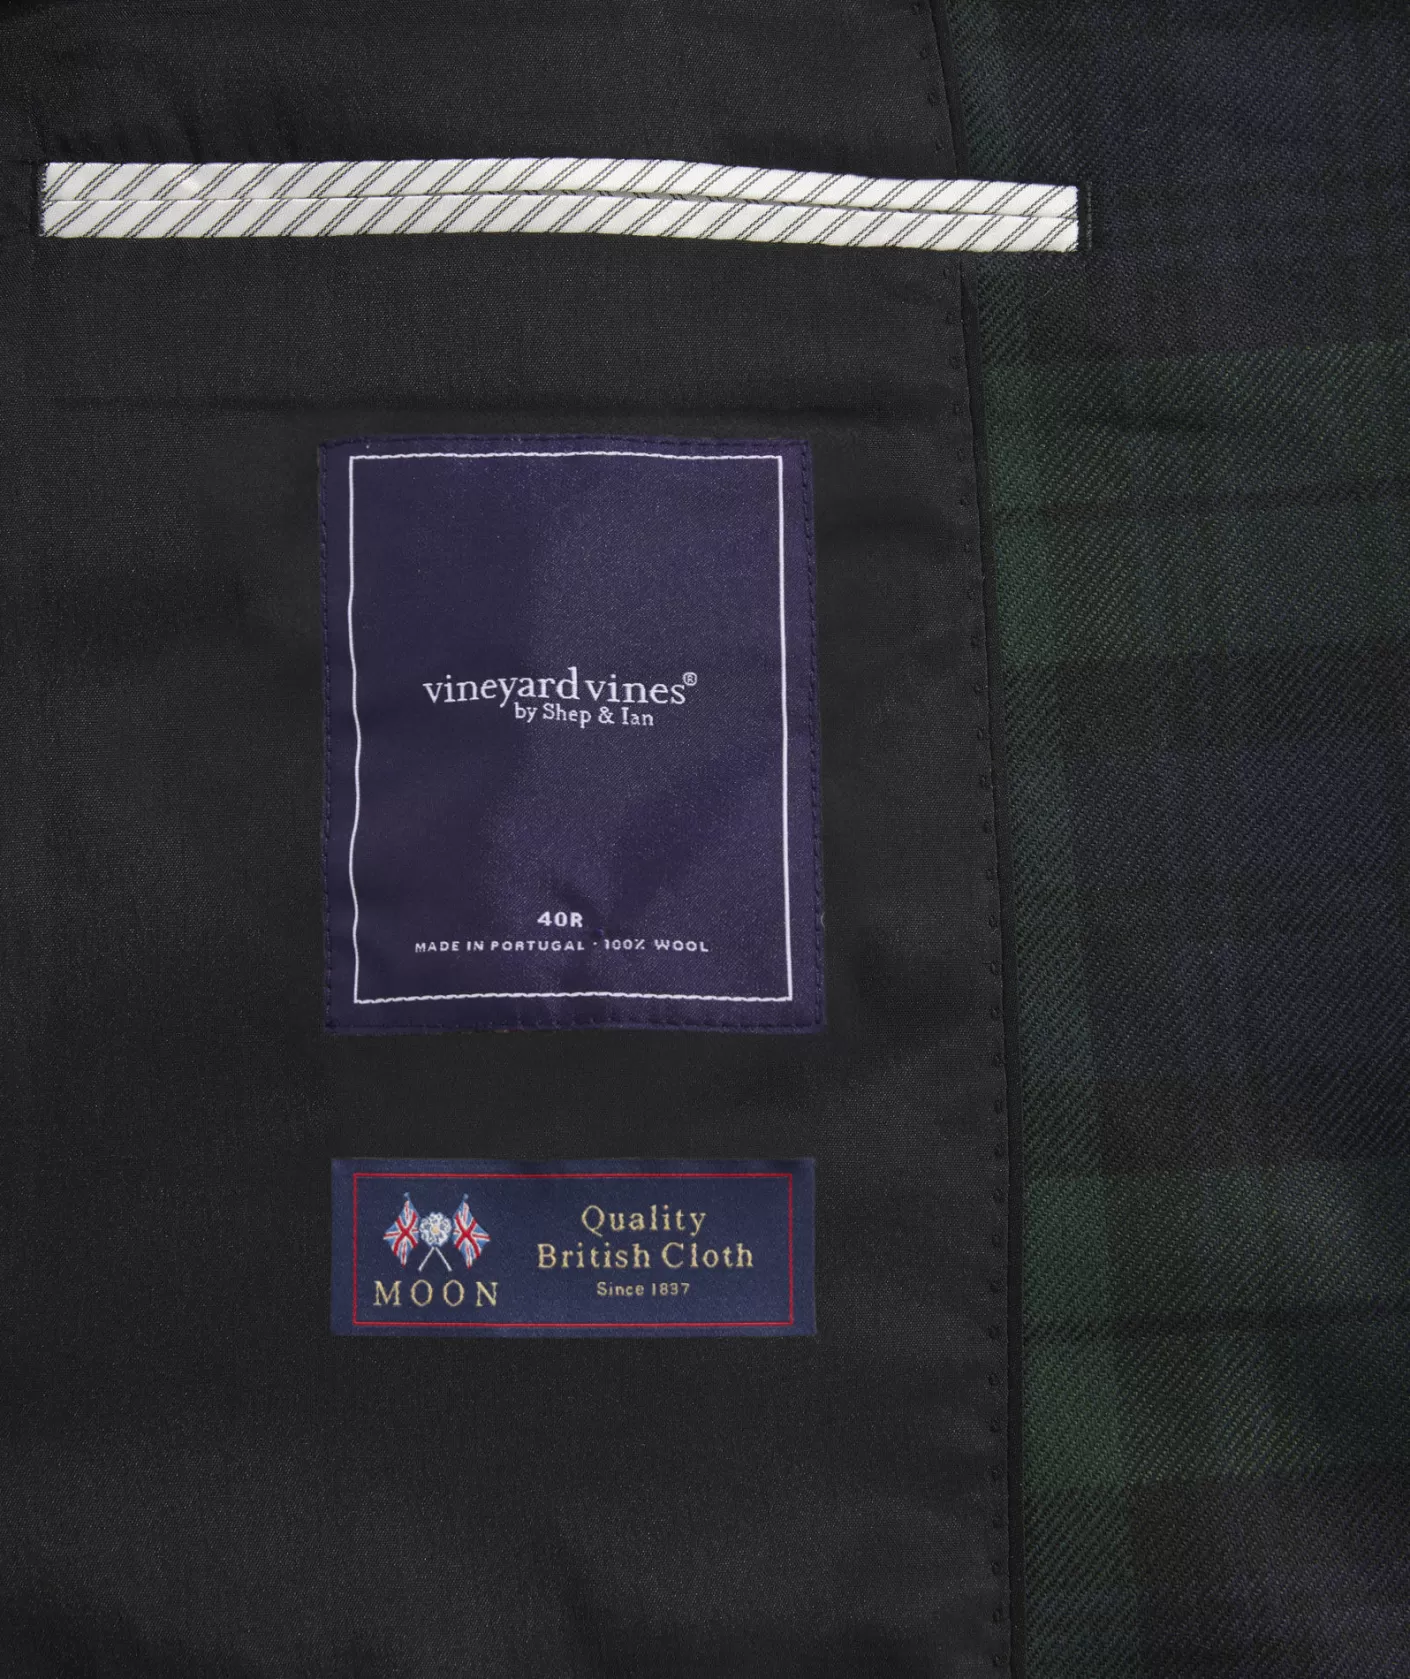 vineyard vines®
by Shep & Ian
40R
MADE IN PORTUGAL · 100% WOOL
MOON
Quality
British Cloth
Since 1837